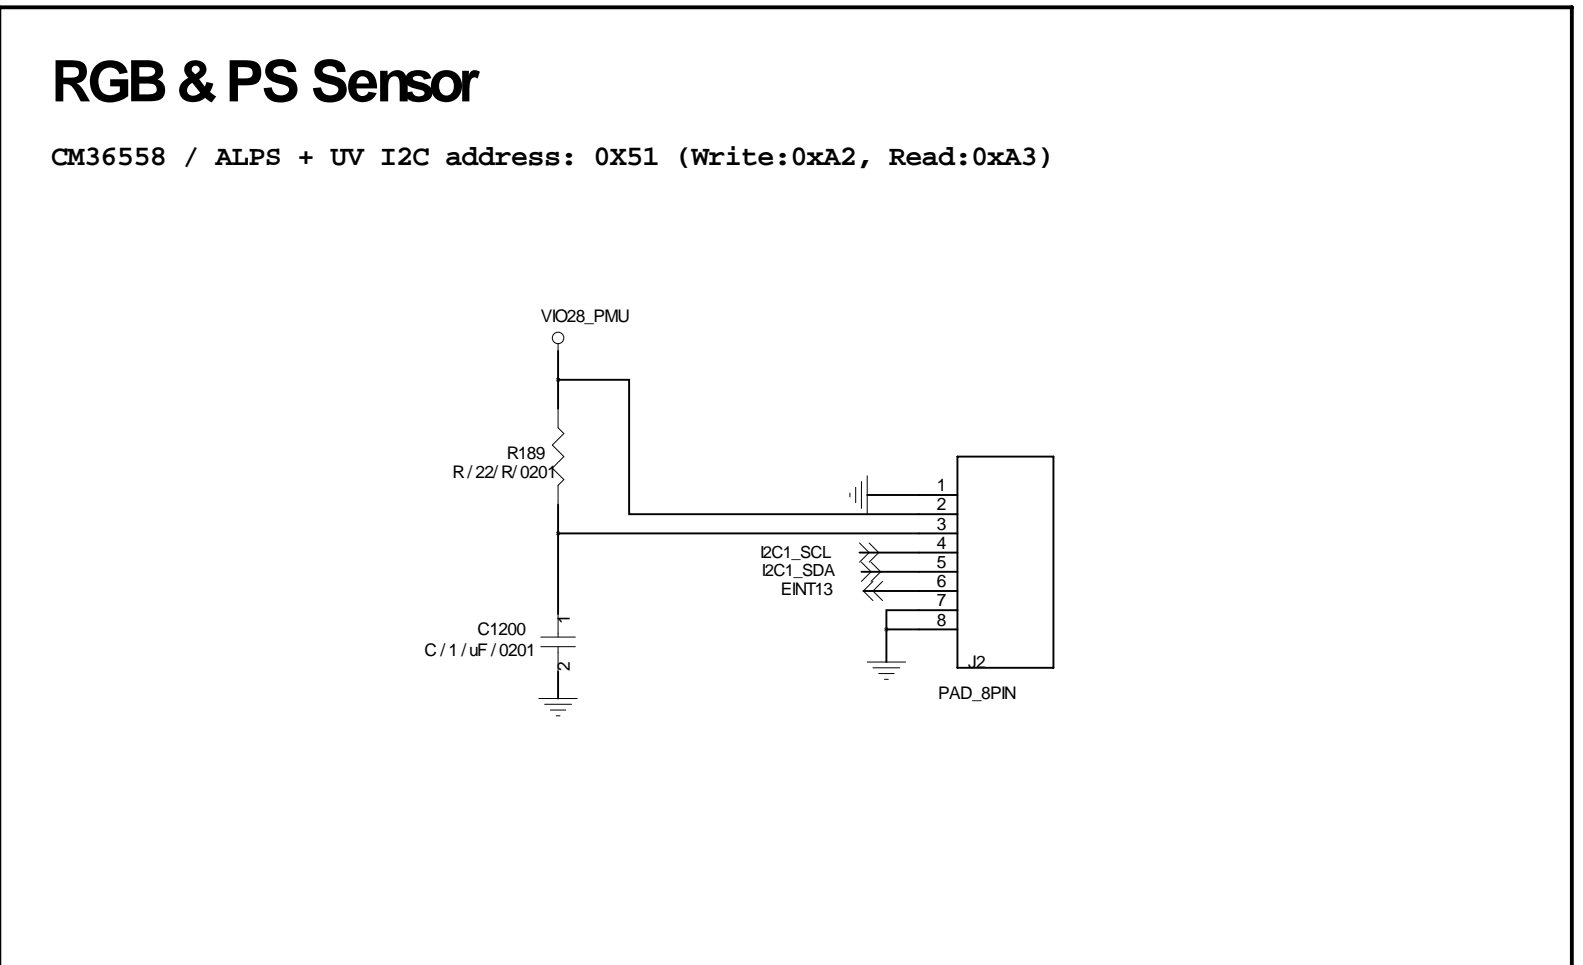 RGB & PS Sensor
CM36558 / ALPS + UV I2C address: 0X51 (Write:0xA2, Read:0xA3)
VIO28_PMU
R189
R / 22/ R/ 0201
1
2
3
I2C1_SCL 4
I2C1_SDA 5
EINT13 6
7
8
C1200
C / 1 / uF / 0201
1
2
J2
PAD_8PIN